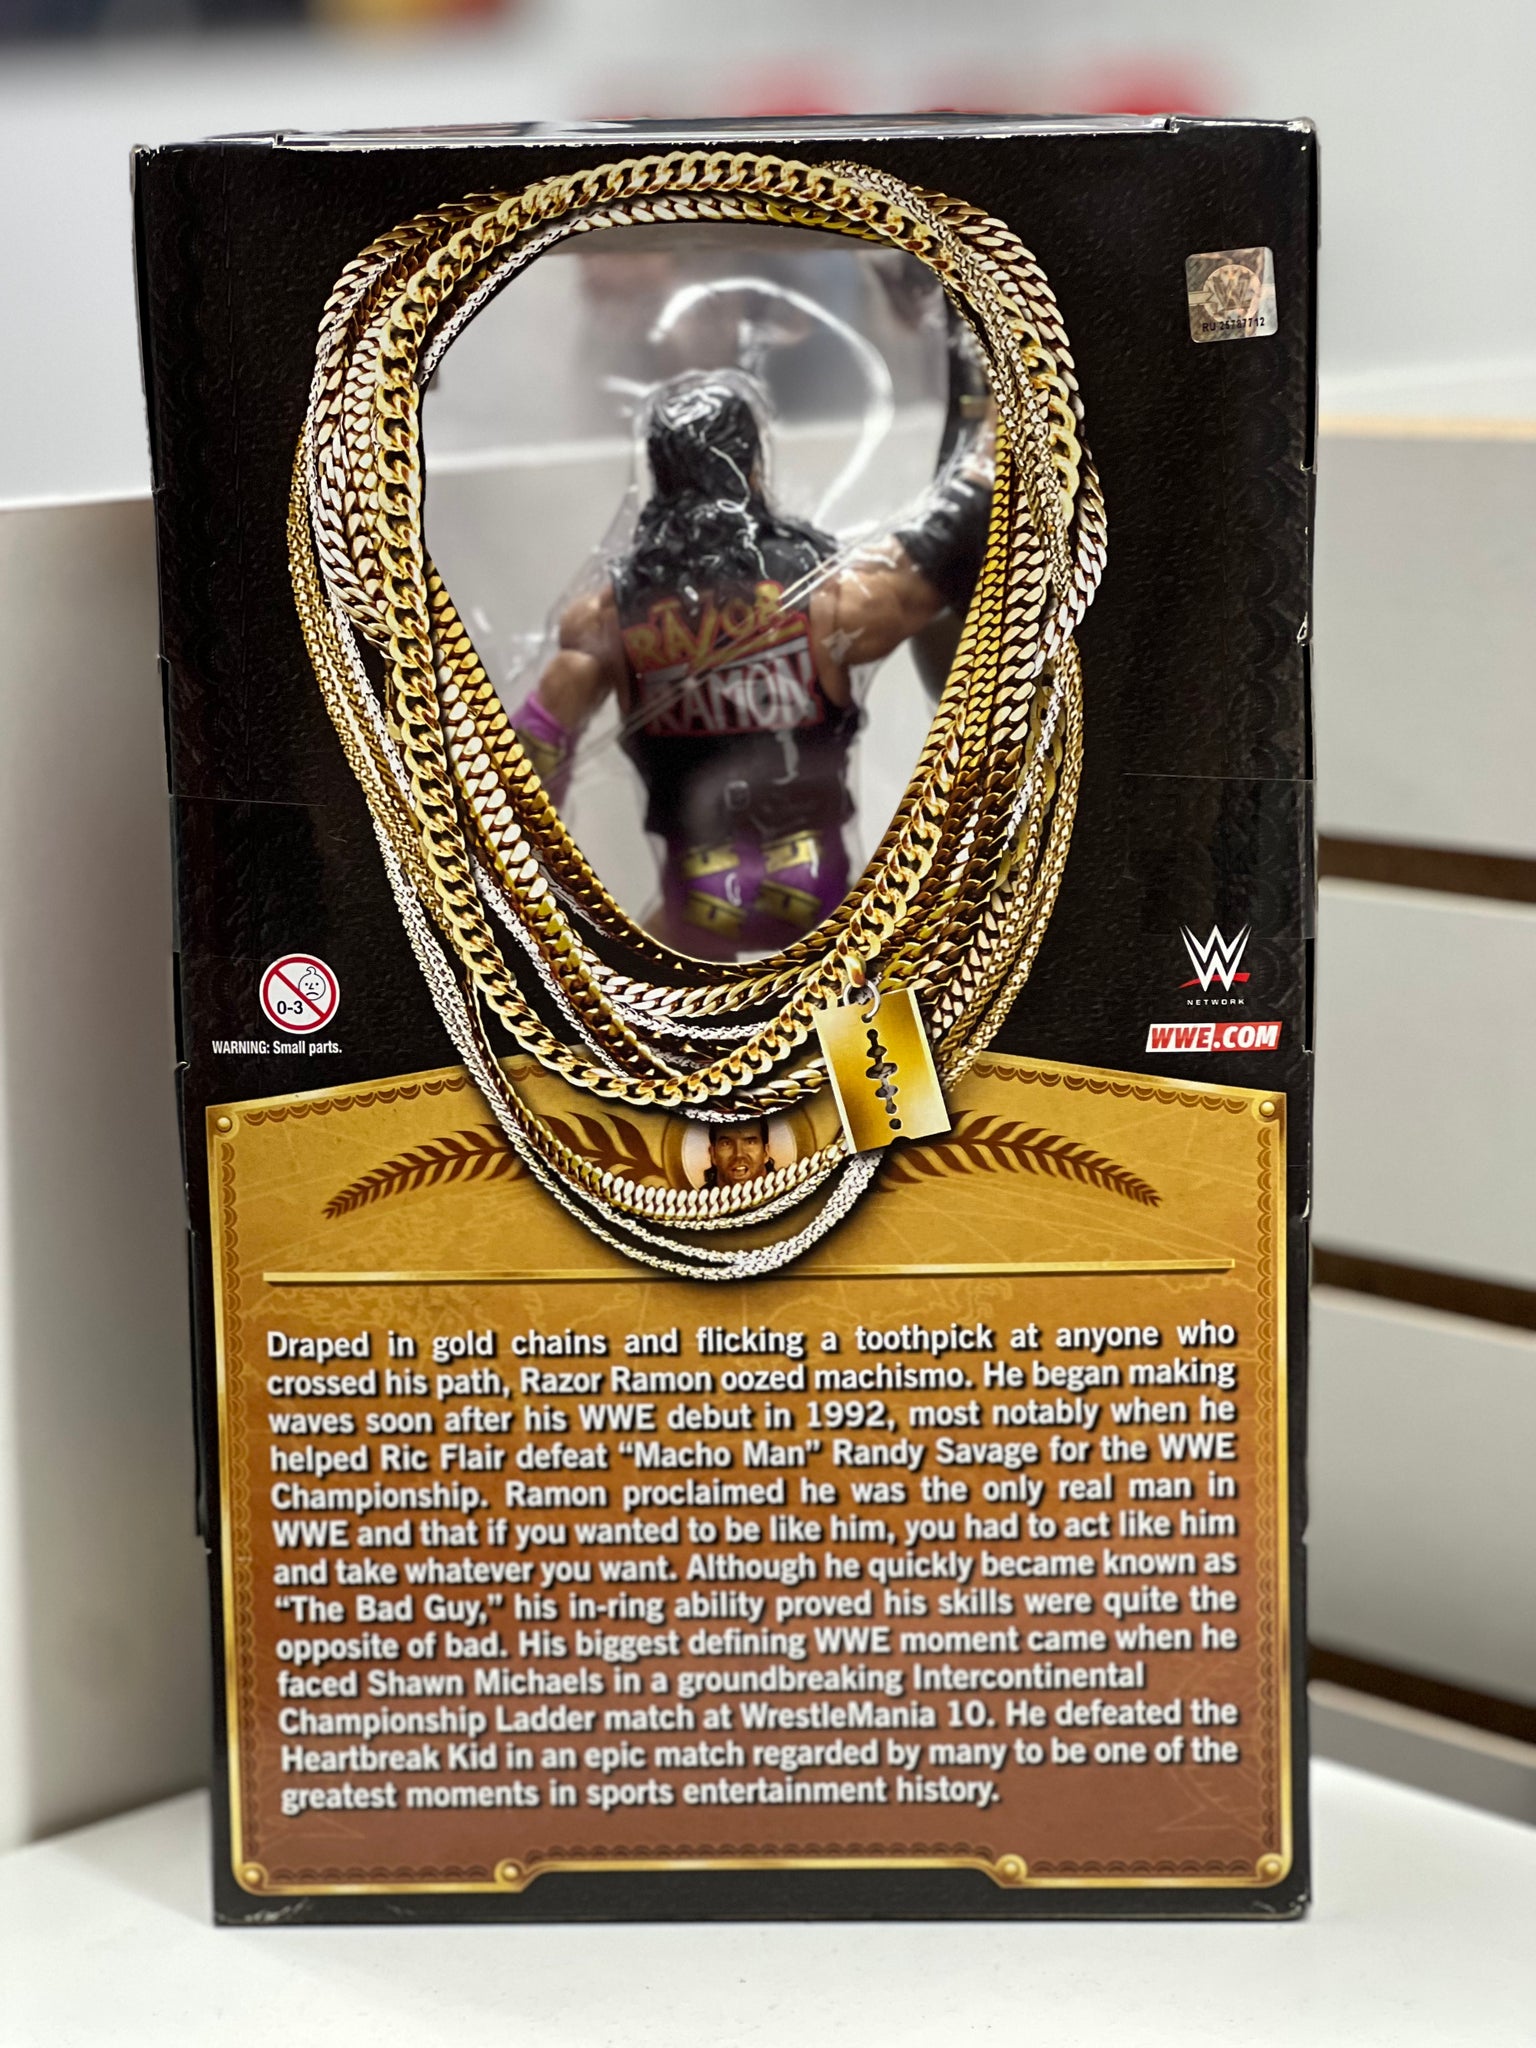 RU 26787712
RAZOR
RAMON
0-3
WARNING: Small parts.
W
NETWORK
WWE.COM
Draped in gold chains and flicking a toothpick at anyone who
crossed his path, Razor Ramon oozed machismo. He began making
waves soon after his WWE debut in 1992, most notably when he
helped Ric Flair defeat “Macho Man” Randy Savage for the WWE
Championship. Ramon proclaimed he was the only real man in
WWE and that if you wanted to be like him, you had to act like him
and take whatever you want. Although he quickly became known as
“The Bad Guy,” his in-ring ability proved his skills were quite the
opposite of bad. His biggest defining WWE moment came when he
faced Shawn Michaels in a groundbreaking Intercontinental
Championship Ladder match at WrestleMania 10. He defeated the
Heartbreak Kid in an epic match regarded by many to be one of the
greatest moments in sports entertainment history.